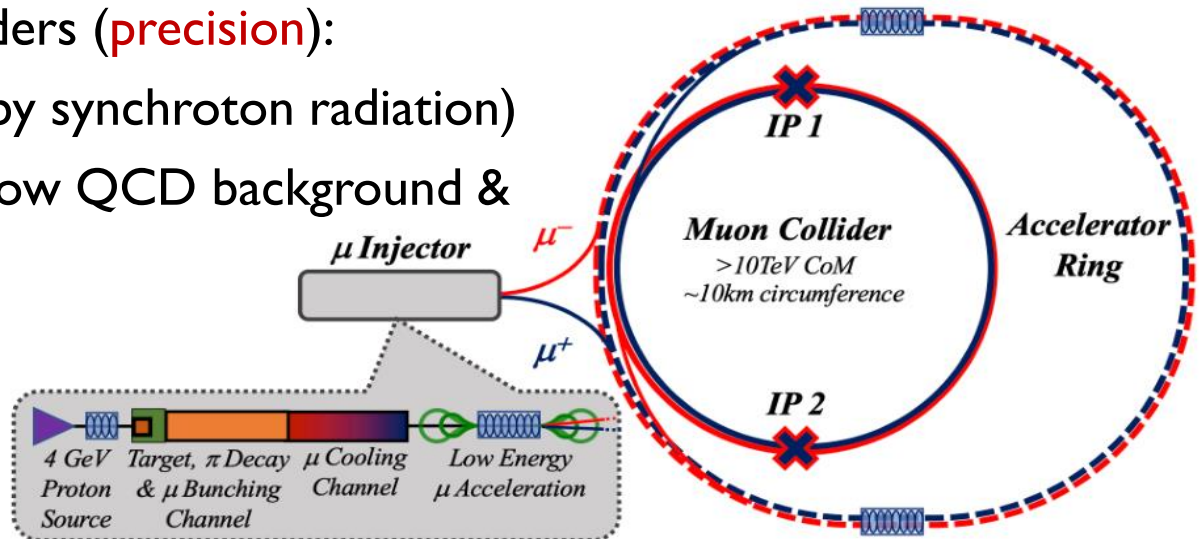 ders (precision):
by synchroton radiation)
ow QCD background &
μ Injector
μ⁻
μ⁺
IP 1
Muon Collider
>10TeV CoM
~10km circumference
IP 2
Accelerator
Ring
4 GeV
Proton
Source
Target, π Decay
& μ Bunching
Channel
μ Cooling
Channel
Low Energy
μ Acceleration